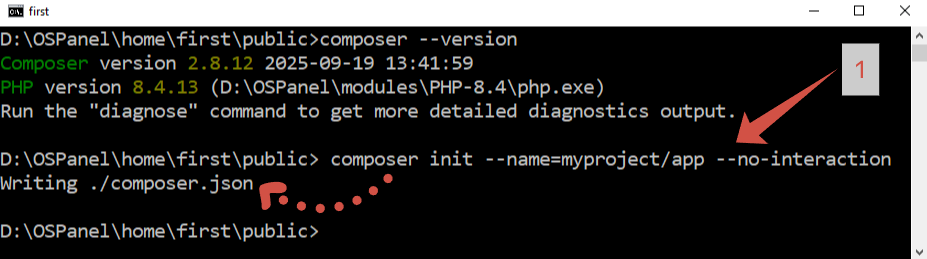 first
D:\OSPanel\home\first\public>composer --version
Composer version 2.8.12 2025-09-19 13:41:59
PHP version 8.4.13 (D:\OSPanel\modules\PHP-8.4\php.exe)
Run the "diagnose" command to get more detailed diagnostics output.
1
D:\OSPanel\home\first\public> composer init --name=myproject/app --no-interaction
Writing ./composer.json
D:\OSPanel\home\first\public>